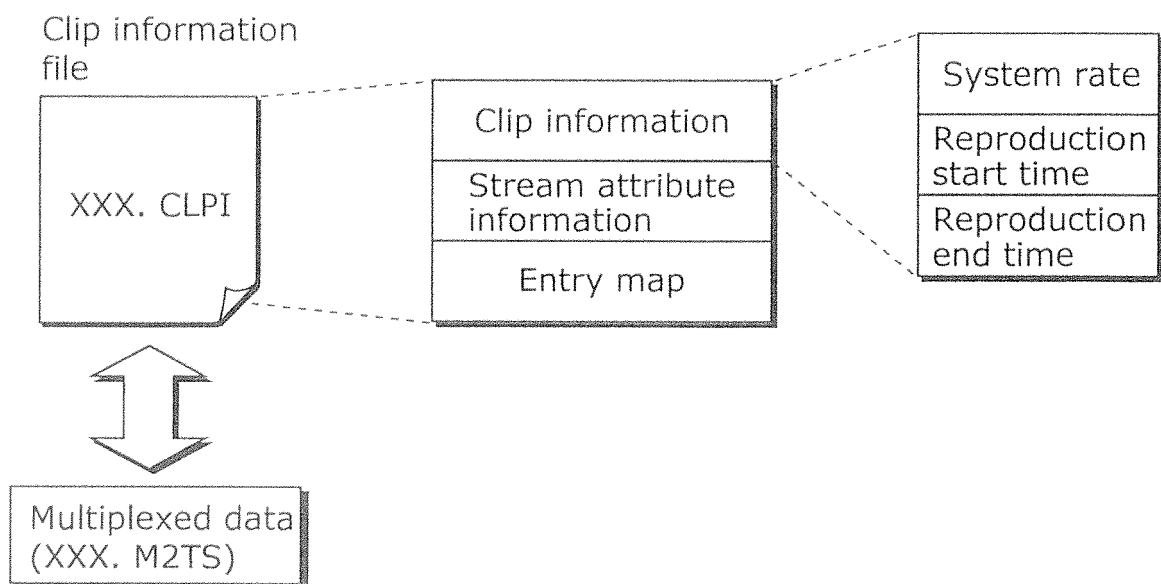 Clip information
file
XXX. CLPI
Clip information
Stream attribute
information
Entry map
System rate
Reproduction
start time
Reproduction
end time
Multiplexed data
(XXX. M2TS)